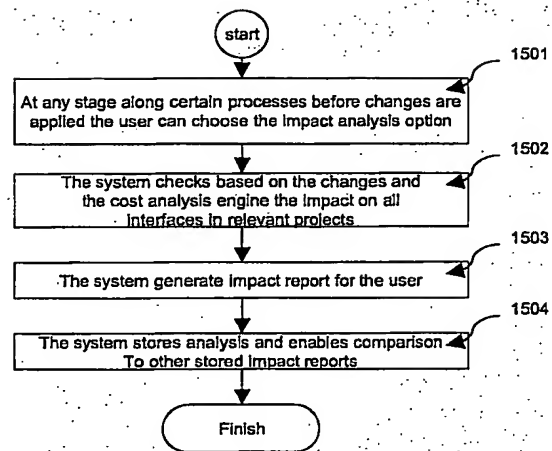 start
1501
At any stage along certain processes before changes are
applied the user can choose the impact analysis option
1502
The system checks based on the changes and
the cost analysis engine the impact on all
interfaces in relevant projects
1503
The system generate impact report for the user
1504
The system stores analysis and enables comparison
To other stored impact reports
Finish